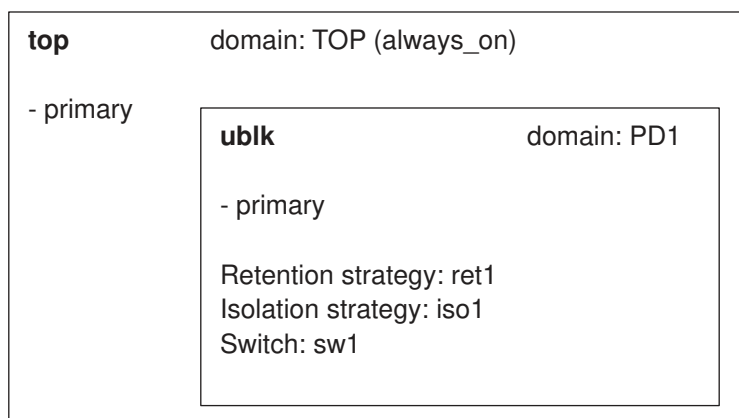 top domain: TOP (always_on)
- primary
ublk domain: PD1
- primary
Retention strategy: ret1
Isolation strategy: iso1
Switch: sw1